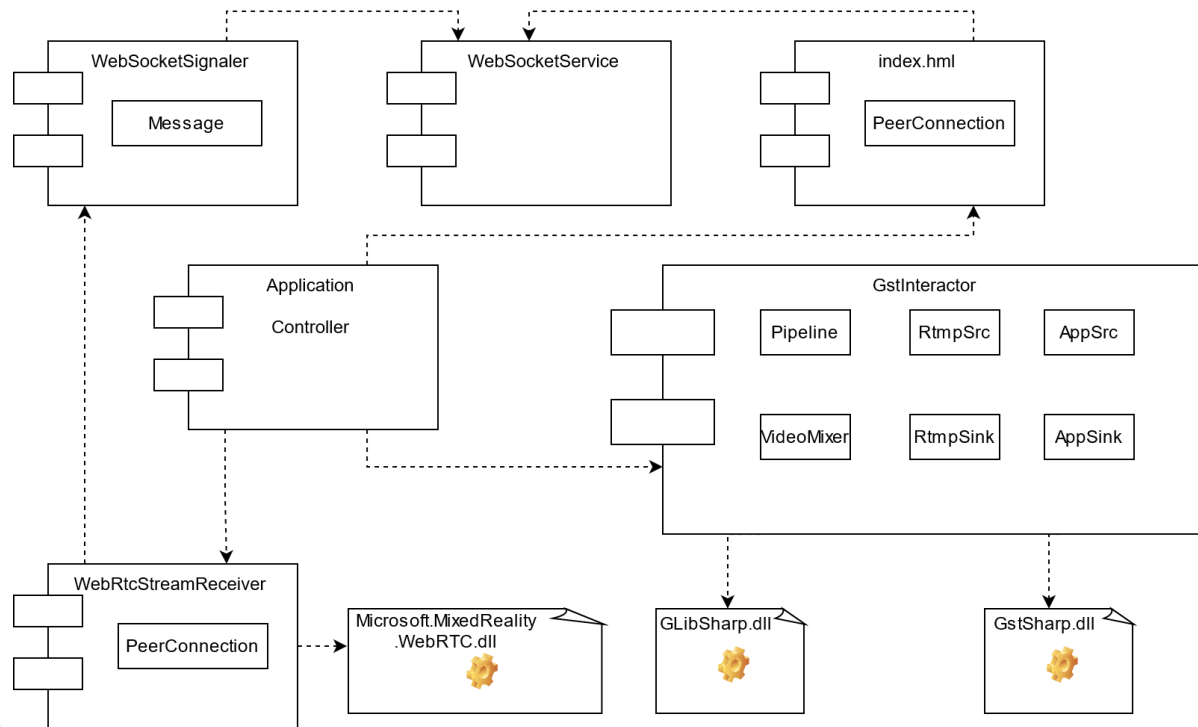 WebSocketSignaler
Message
WebSocketService
index.hml
PeerConnection
Application
Controller
GstInteractor
Pipeline
RtmpSrc
AppSrc
VideoMixer
RtmpSink
AppSink
WebRtcStreamReceiver
PeerConnection
Microsoft.MixedReality
.WebRTC.dll
GLibSharp.dll
GstSharp.dll